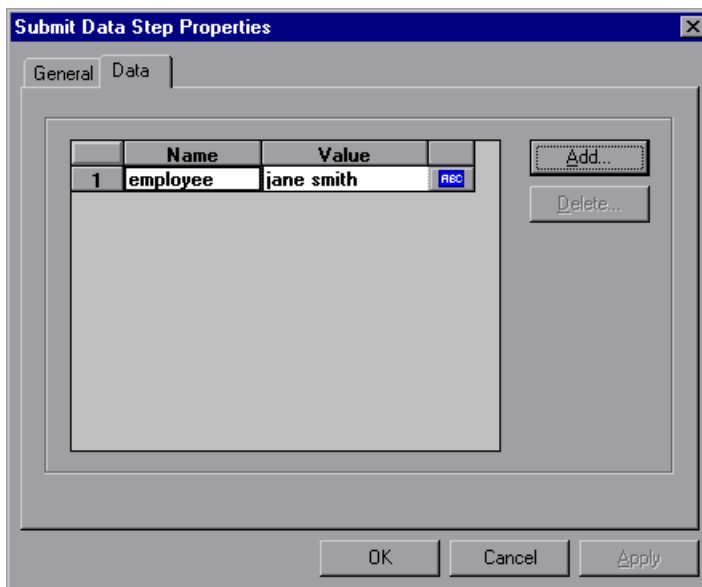 Submit Data Step Properties
General Data
Name Value
1 employee jane smith ABC
Add...
Delete...
OK Cancel Apply